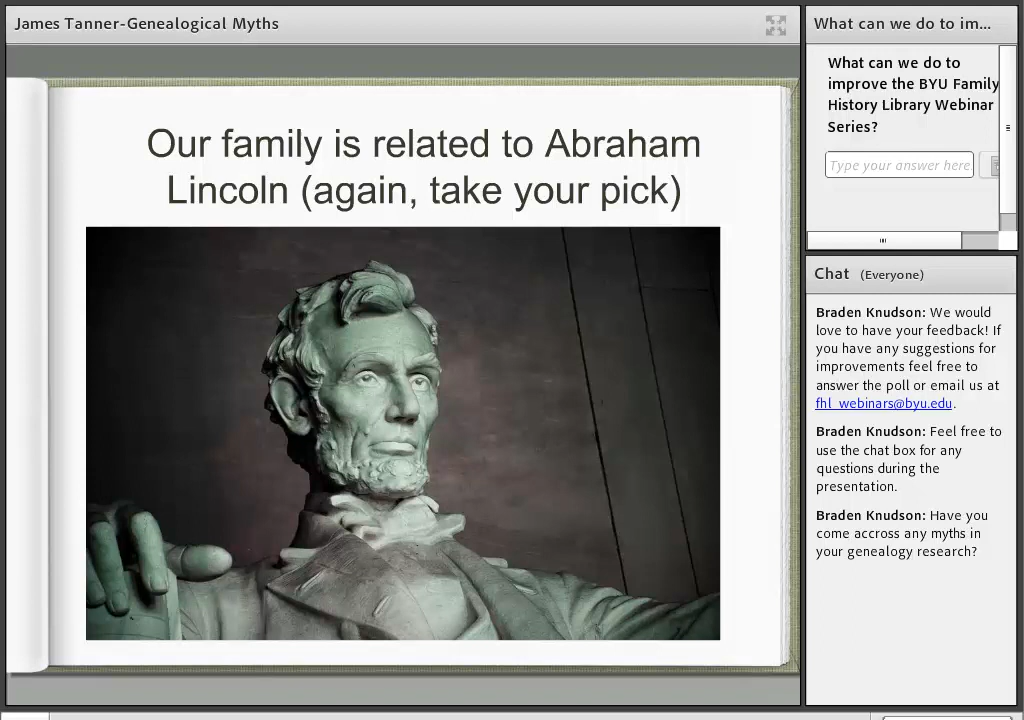 James Tanner-Genealogical Myths
Our family is related to Abraham
Lincoln (again, take your pick)
What can we do to im...
What can we do to
improve the BYU Family
History Library Webinar
Series?
Type your answer here.
Chat (Everyone)
Braden Knudson: We would
love to have your feedback! If
you have any suggestions for
improvements feel free to
answer the poll or email us at
fhl_webinars@byu.edu.
Braden Knudson: Feel free to
use the chat box for any
questions during the
presentation.
Braden Knudson: Have you
come accross any myths in
your genealogy research?